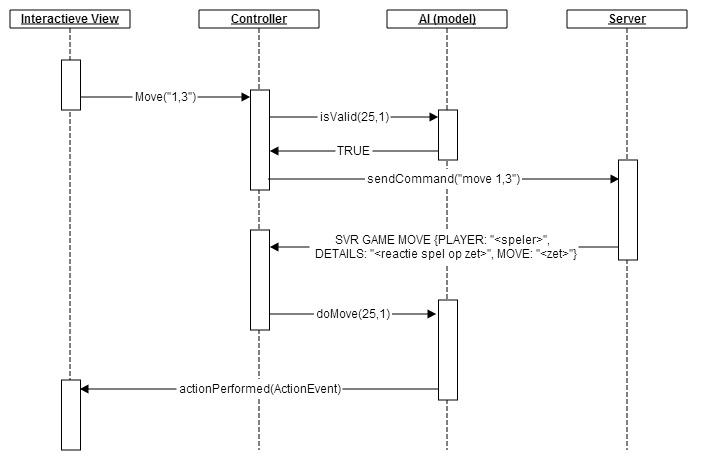 Interactieve View
Controller
AI (model)
Server
Move("1,3")
isValid(25,1)
TRUE
sendCommand("move 1,3")
SVR GAME MOVE {PLAYER: "<speler>",
DETAILS: "<reactie spel op zet>", MOVE: "<zet>"}
doMove(25,1)
actionPerformed(ActionEvent)